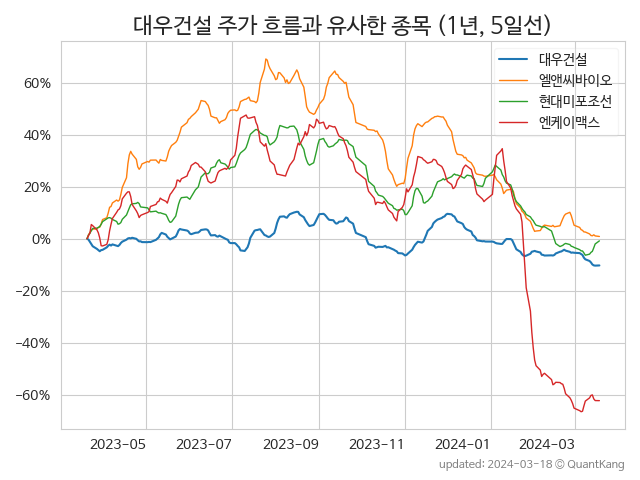 대우건설 주가 흐름과 유사한 종목 (1년, 5일선)
대우건설
엘앤씨바이오
현대미포조선
엔케이맥스
60%
40%
20%
0%
−20%
−40%
−60%
2023-05
2023-07
2023-09
2023-11
2024-01
2024-03
updated: 2024-03-18 © QuantKang